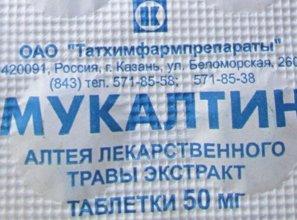 ОАО "Татхимфармпрепараты"
420091, Россия, г. Казань, ул. Беломорская, 260
(843) тел. 571-85-58; 571-85-38
МУКАЛТИН
АЛТЕЯ ЛЕКАРСТВЕННОГО
ТРАВЫ ЭКСТРАКТ
ТАБЛЕТКИ 50 МГ